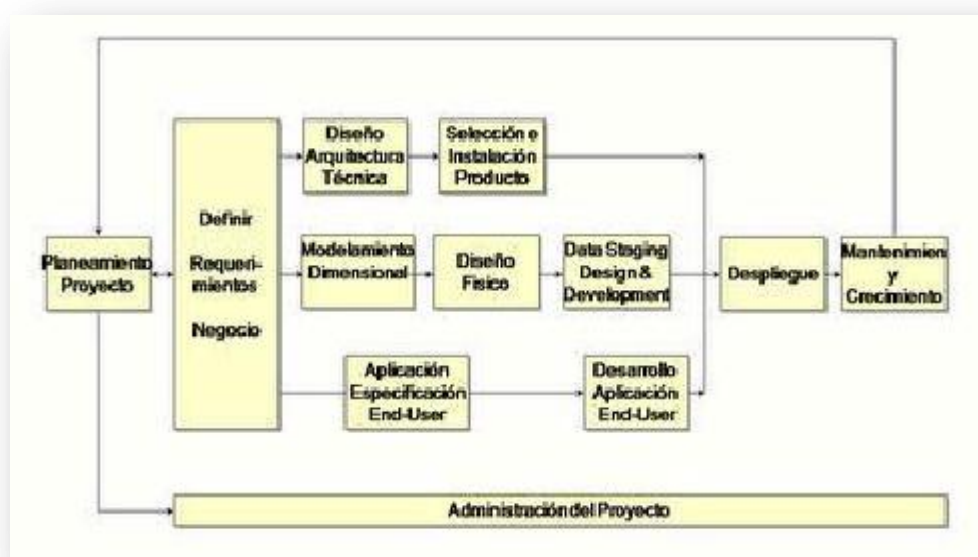 Planeamiento
Proyecto
Definir
Requeri-
mientos
Negocio
Diseño
Arquitectura
Técnica
Selección e
Instalación
Producto
Modelamiento
Dimensional
Diseño
Fisico
Data Staging
Design &
Development
Aplicación
Especificación
End-User
Desarrollo
Aplicación
End-User
Despliegue
Mantenimien
y
Crecimiento
Administración del Proyecto